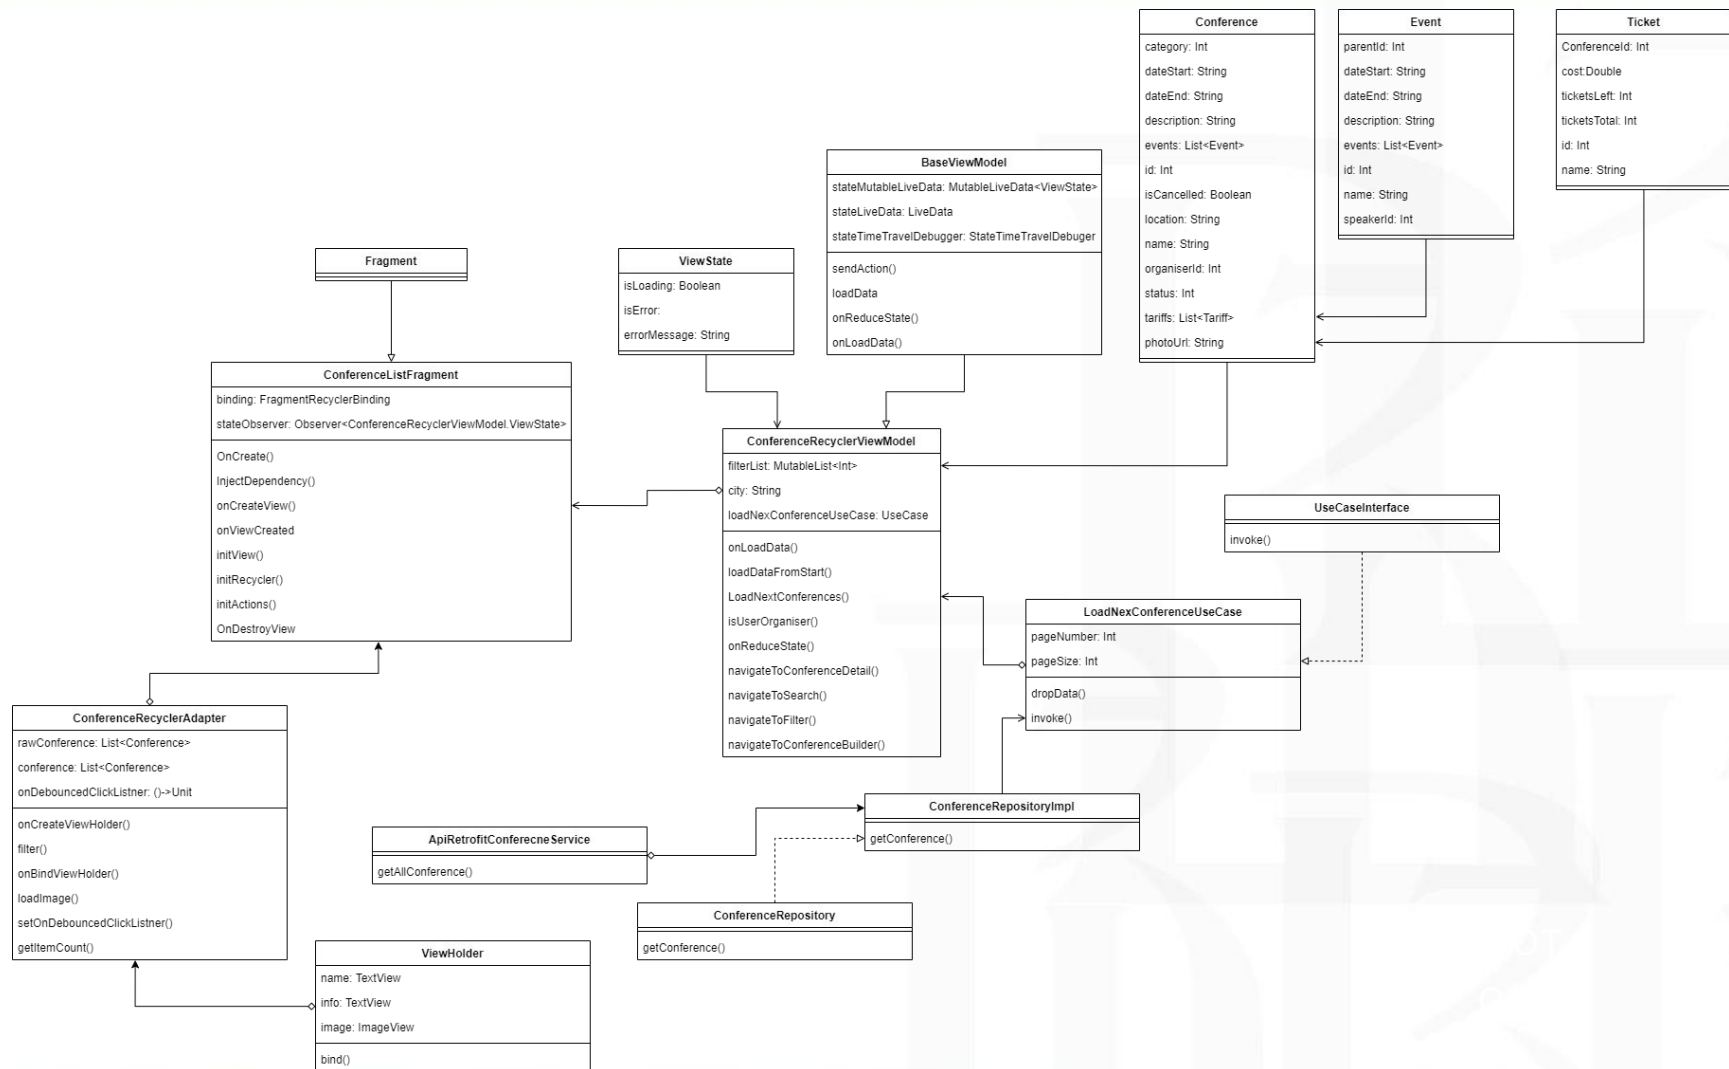 Conference
category: Int
dateStart: String
dateEnd: String
description: String
events: List<Event>
id: Int
isCancelled: Boolean
location: String
name: String
organiserId: Int
status: Int
tariffs: List<Tariff>
photoUrl: String
Event
parentId: Int
dateStart: String
dateEnd: String
description: String
events: List<Event>
id: Int
name: String
speakerId: Int
Ticket
ConferenceId: Int
cost:Double
ticketsLeft: Int
ticketsTotal: Int
id: Int
name: String
BaseViewModel
stateMutableLiveData: MutableLiveData<ViewState>
stateLiveData: LiveData
stateTimeTravelDebugger: StateTimeTravelDebuger
sendAction()
loadData
onReduceState()
onLoadData()
Fragment
ViewState
isLoading: Boolean
isError:
errorMessage: String
ConferenceListFragment
binding: FragmentRecyclerBinding
stateObserver: Observer<ConferenceRecyclerViewModel.ViewState>
OnCreate()
InjectDependency()
onCreateView()
onViewCreated
initView()
initRecycler()
initActions()
OnDestroyView
ConferenceRecyclerViewModel
filterList: MutableList<Int>
city: String
loadNexConferenceUseCase: UseCase
onLoadData()
loadDataFromStart()
LoadNextConferences()
isUserOrganiser()
onReduceState()
navigateToConferenceDetail()
navigateToSearch()
navigateToFilter()
navigateToConferenceBuilder()
UseCaseInterface
invoke()
LoadNexConferenceUseCase
pageNumber: Int
pageSize: Int
dropData()
invoke()
ConferenceRecyclerAdapter
rawConference: List<Conference>
conference: List<Conference>
onDebouncedClickListner: ()->Unit
onCreateViewHolder()
filter()
onBindViewHolder()
loadImage()
setOnDebouncedClickListner()
getItemCount()
ApiRetrofitConferecneService
getAllConference()
ConferenceRepositoryImpl
getConference()
ConferenceRepository
getConference()
ViewHolder
name: TextView
info: TextView
image: ImageView
bind()